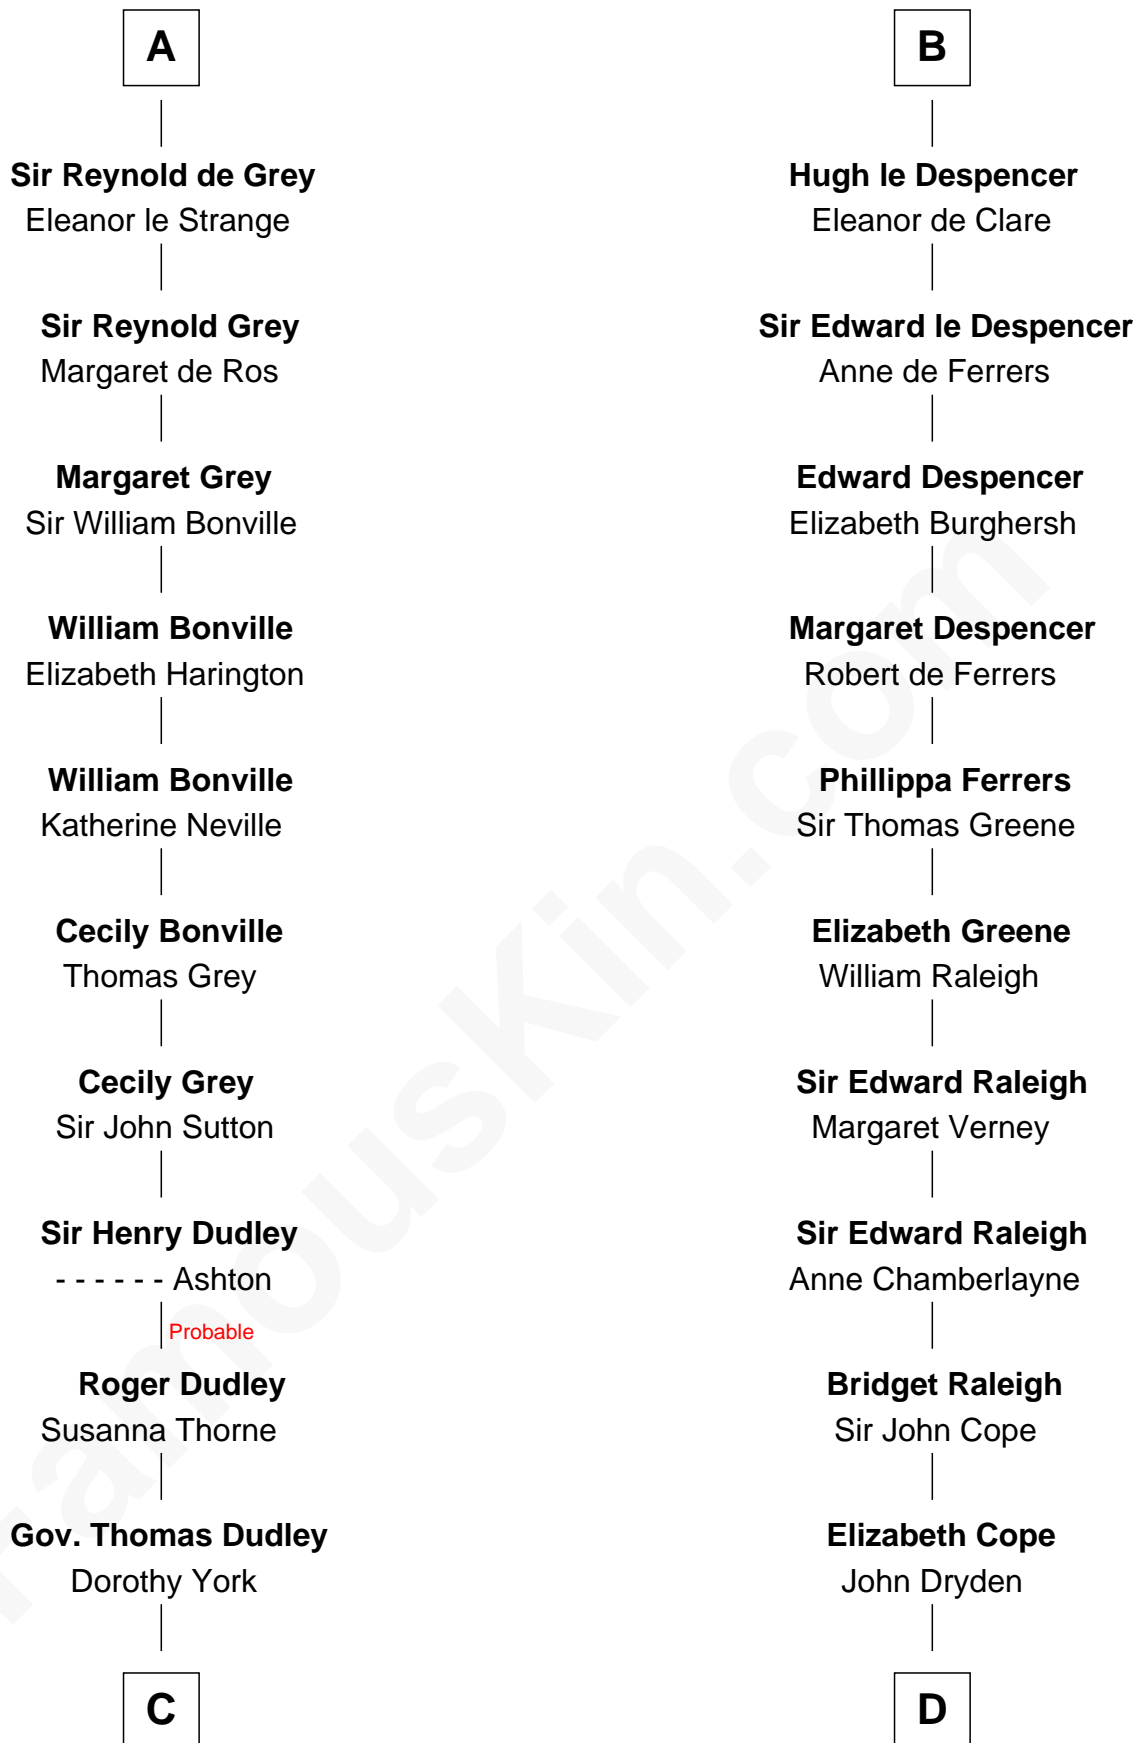 A
Sir Reynold de Grey
Eleanor le Strange
Sir Reynold Grey
Margaret de Ros
Margaret Grey
Sir William Bonville
William Bonville
Elizabeth Harington
William Bonville
Katherine Neville
Cecily Bonville
Thomas Grey
Cecily Grey
Sir John Sutton
Sir Henry Dudley
- - - - - - Ashton
Probable
Roger Dudley
Susanna Thorne
Gov. Thomas Dudley
Dorothy York
C
B
Hugh le Despencer
Eleanor de Clare
Sir Edward le Despencer
Anne de Ferrers
Edward Despencer
Elizabeth Burghersh
Margaret Despencer
Robert de Ferrers
Phillippa Ferrers
Sir Thomas Greene
Elizabeth Greene
William Raleigh
Sir Edward Raleigh
Margaret Verney
Sir Edward Raleigh
Anne Chamberlayne
Bridget Raleigh
Sir John Cope
Elizabeth Cope
John Dryden
D
FamousKin.com